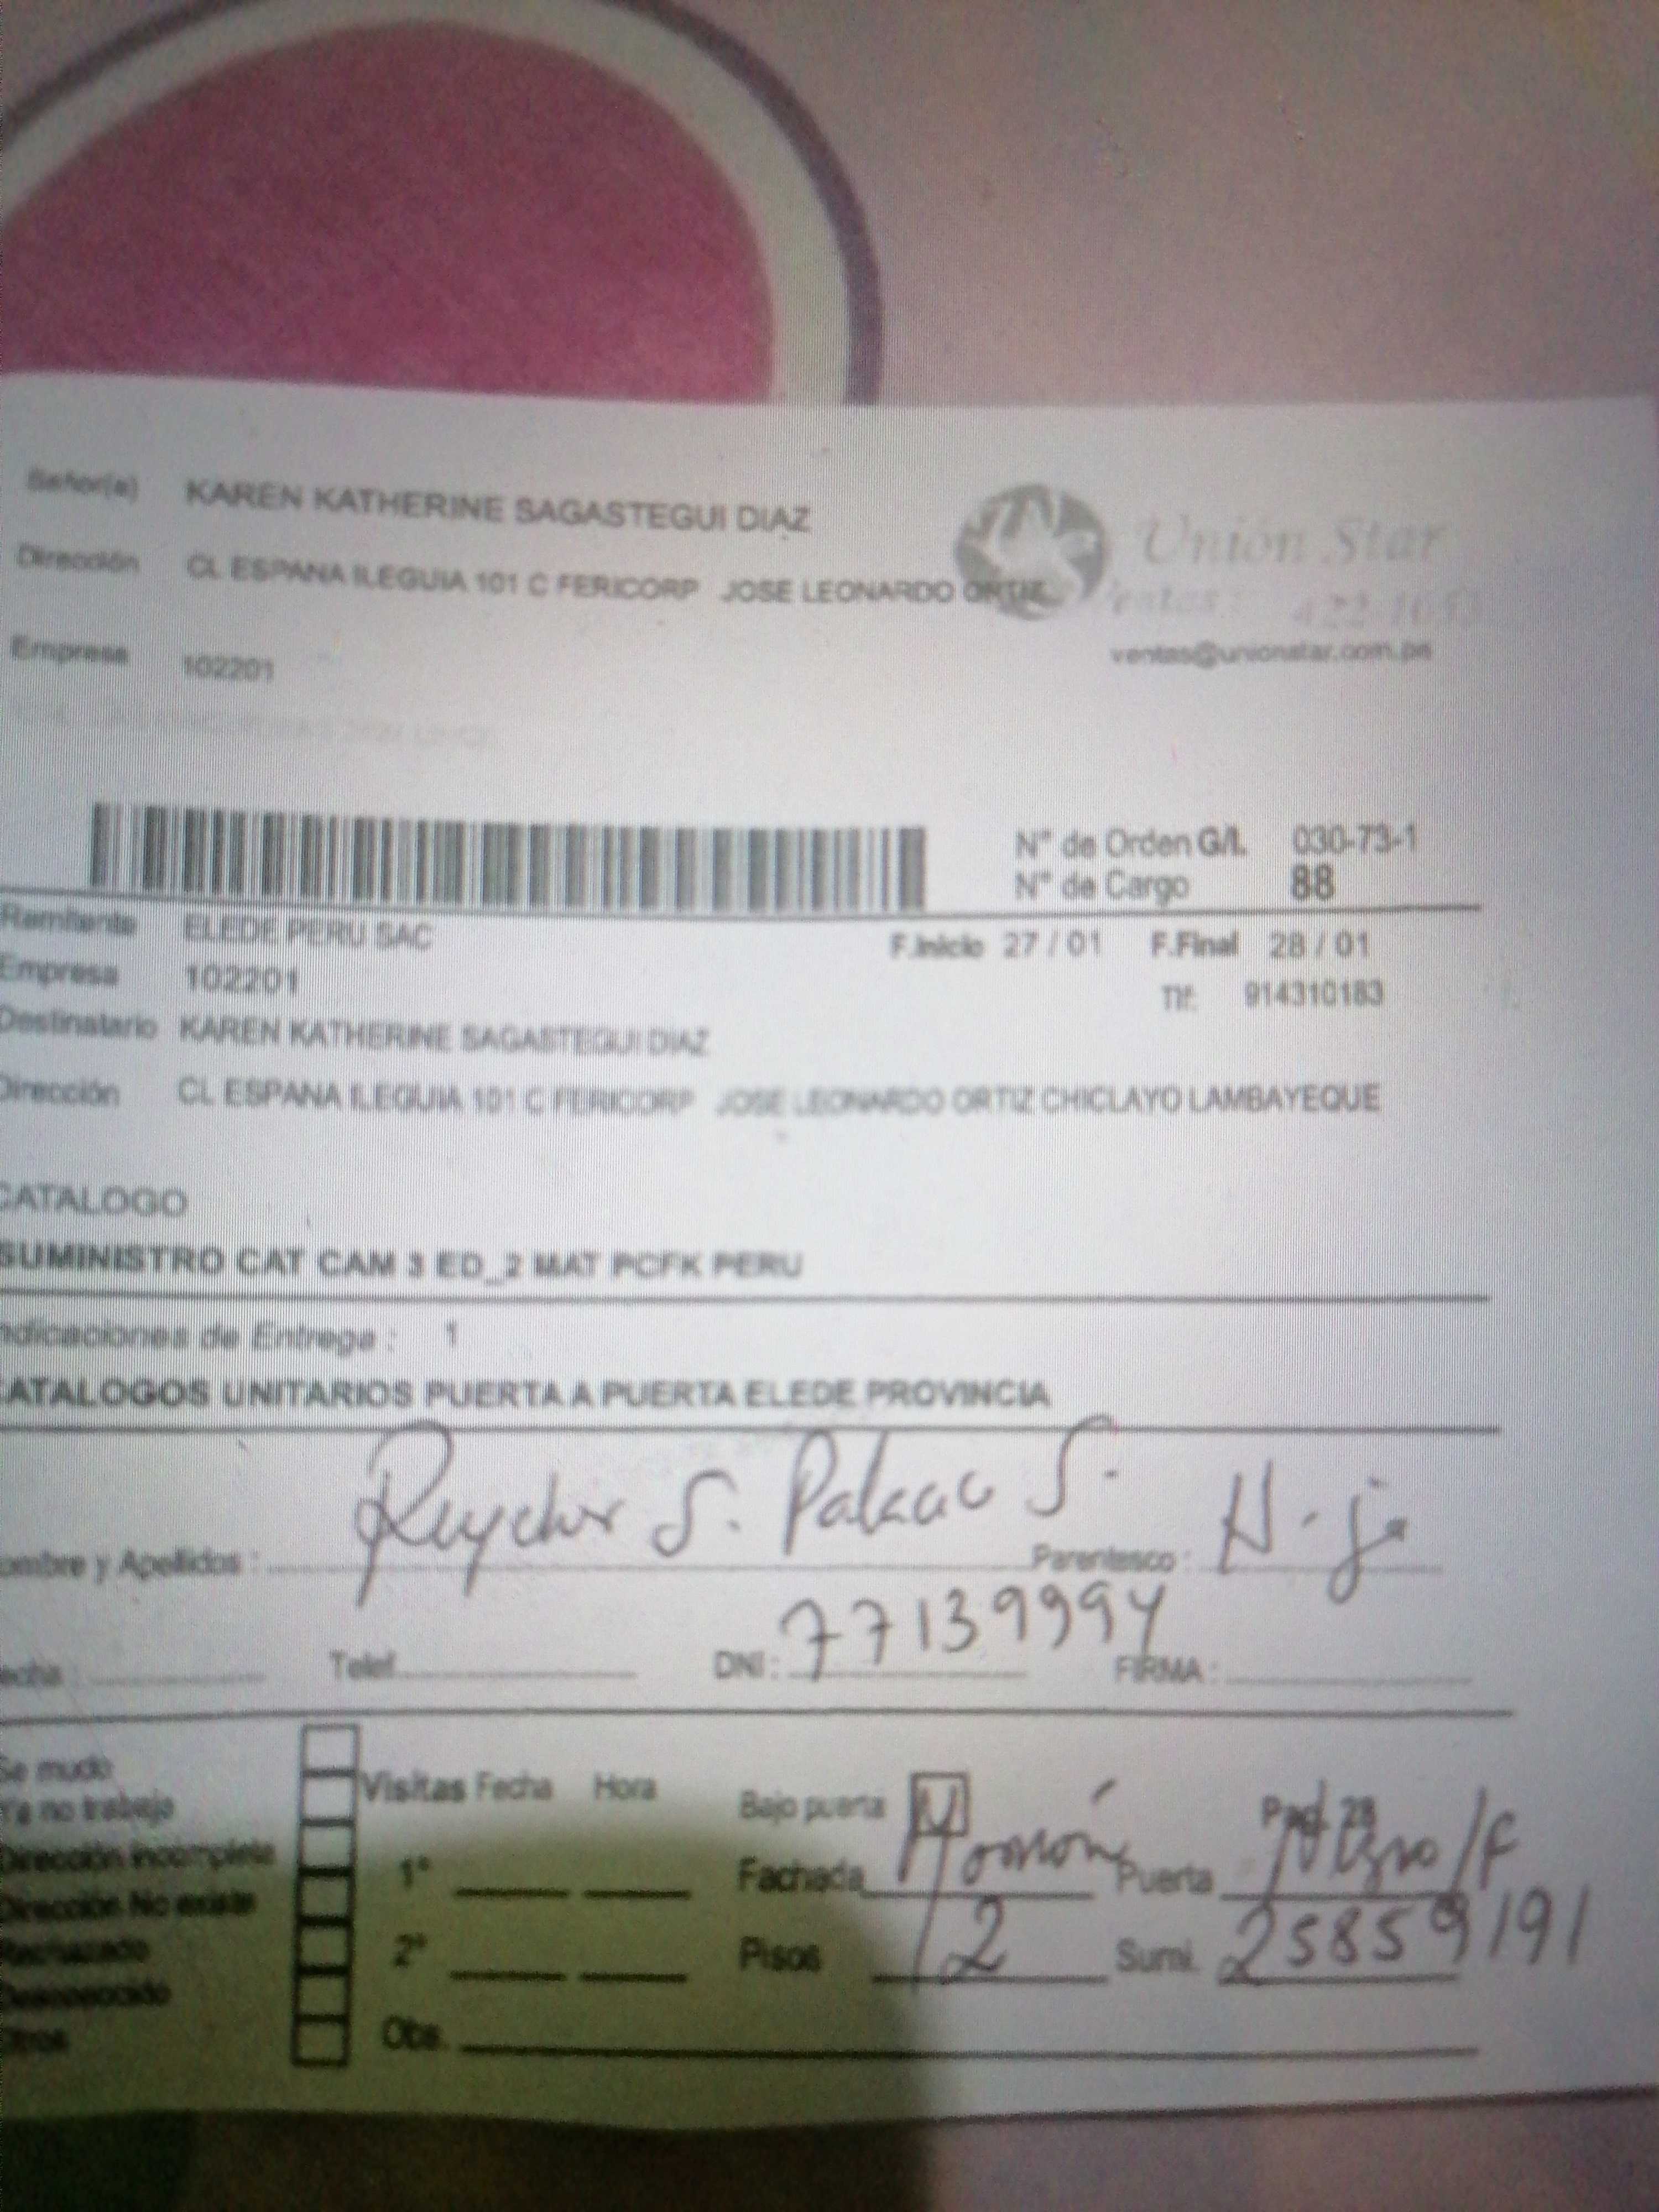 Señor(a) KAREN KATHERINE SAGASTEGUI DIAZ
Dirección CL ESPANA ILEGUIA 101 C FERICORP JOSE LEONARDO ORTIZ
Unión Star
Empresa 102201
ventas@unionstar.com.pe
N° de Orden G/L 030-73-1
N° de Cargo 88
Remitente ELEDE PERU SAC
F.Inicio 27 / 01 F.Final 28 / 01
Empresa 102201
Tlf: 914310183
Destinatario KAREN KATHERINE SAGASTEGUI DIAZ
Dirección CL ESPANA ILEGUIA 101 C FERICORP JOSE LEONARDO ORTIZ CHICLAYO LAMBAYEQUE
CATALOGO
SUMINISTRO CAT CAM 3 ED_2 MAT PCFK PERU
ndicaciones de Entrega : 1
ATALOGOS UNITARIOS PUERTA A PUERTA ELEDE PROVINCIA
ombre y Apellidos : S. S. Parentesco :
echa : Telef. DNI : 77139994 FIRMA :
Se mudo
Ya no trabaja
Dirección incompleta
Dirección No existe
Rechazado
Desconocido
Otros
Visitas Fecha Hora
1°
2°
Obs.
Bajo puerta
Fachada Puerta
Pisos 2 Sumi. 25859191